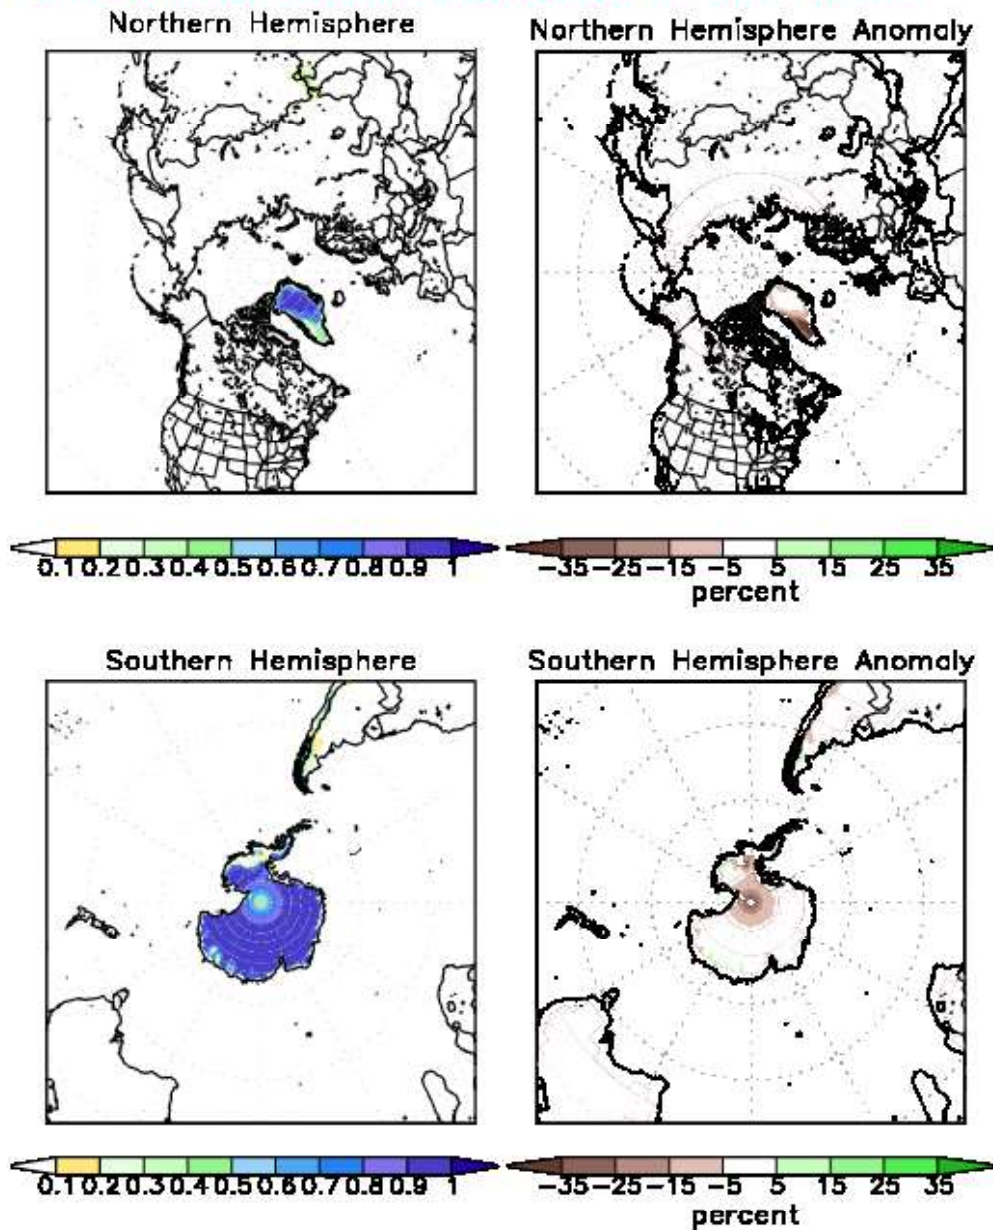 Northern Hemisphere
Northern Hemisphere Anomaly
0.1 0.2 0.3 0.4 0.5 0.6 0.7 0.8 0.9 1
-35 -25 -15 -5 5 15 25 35
percent
Southern Hemisphere
Southern Hemisphere Anomaly
0.1 0.2 0.3 0.4 0.5 0.6 0.7 0.8 0.9 1
-35 -25 -15 -5 5 15 25 35
percent